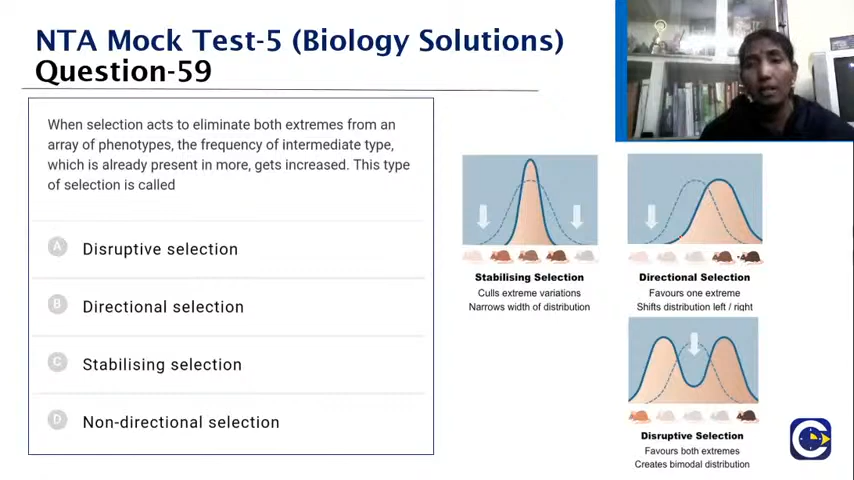 NTA Mock Test-5 (Biology Solutions)
Question-59
When selection acts to eliminate both extremes from an
array of phenotypes, the frequency of intermediate type,
which is already present in more, gets increased. This type
of selection is called
A Disruptive selection
B Directional selection
C Stabilising selection
D Non-directional selection
Stabilising Selection
Culls extreme variations
Narrows width of distribution
Directional Selection
Favours one extreme
Shifts distribution left / right
Disruptive Selection
Favours both extremes
Creates bimodal distribution